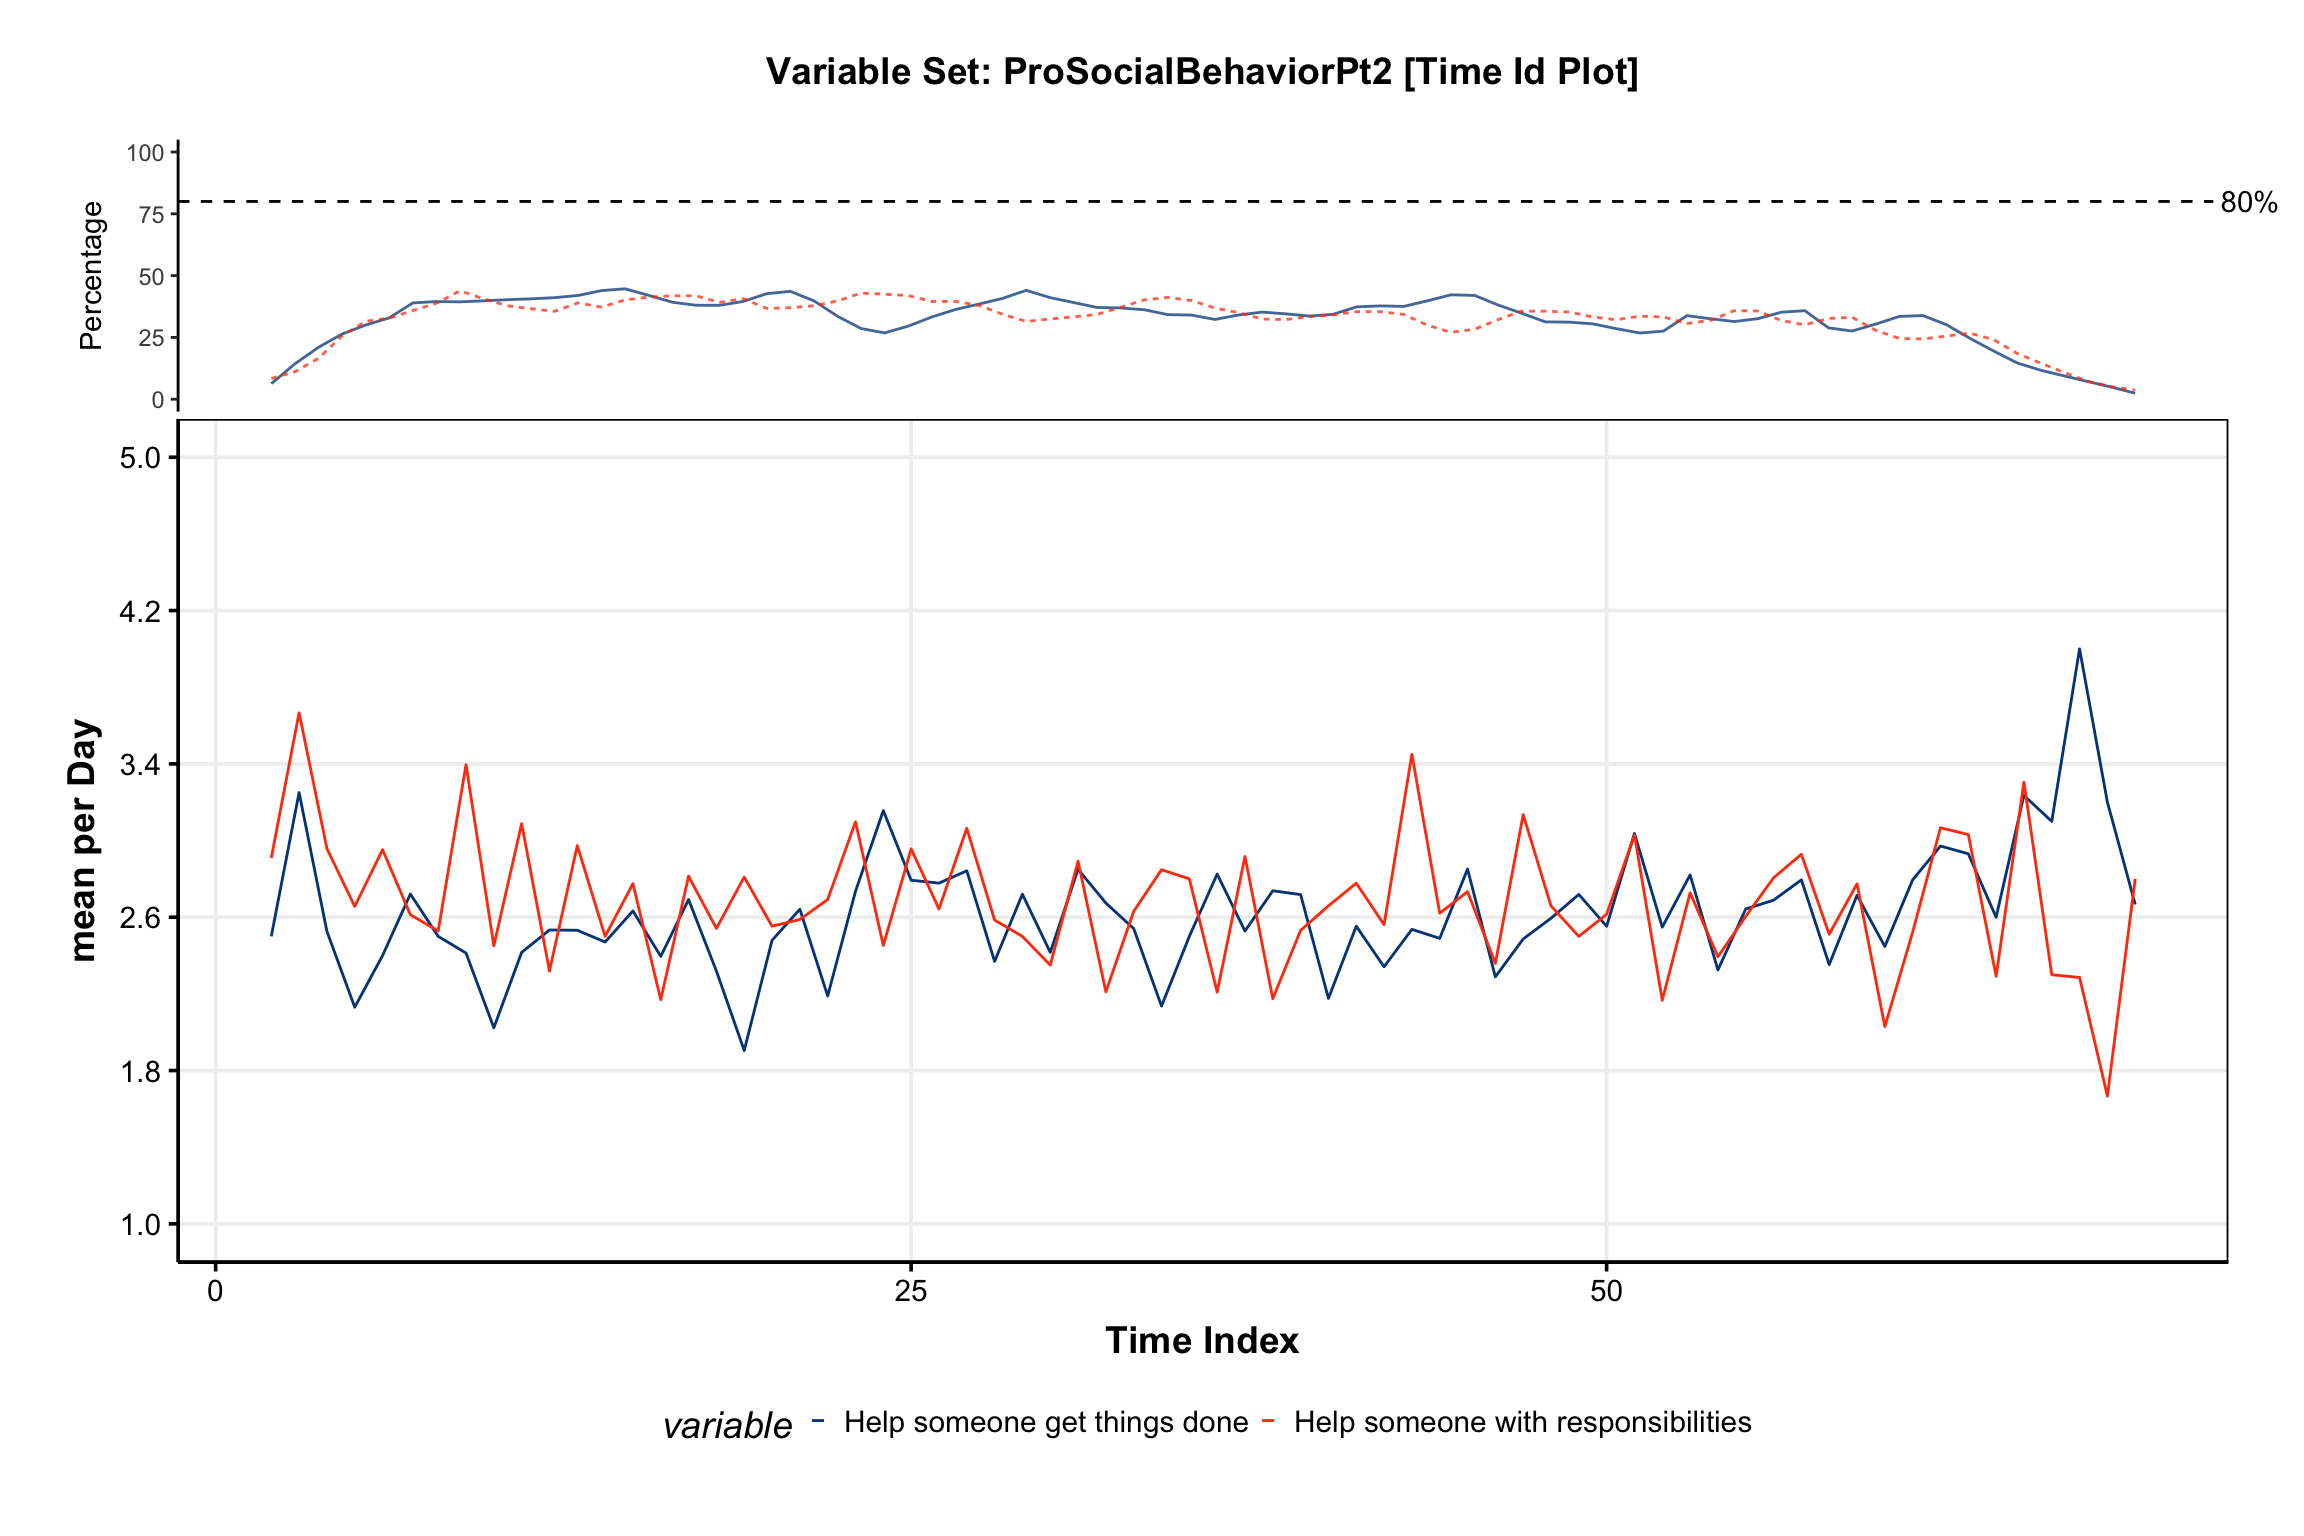 Variable Set: ProSocialBehaviorPt2 [Time Id Plot]
Percentage
100
75
50
25
0
80%
mean per Day
5.0
4.2
3.4
2.6
1.8
1.0
0 25 50
Time Index
variable Help someone get things done Help someone with responsibilities